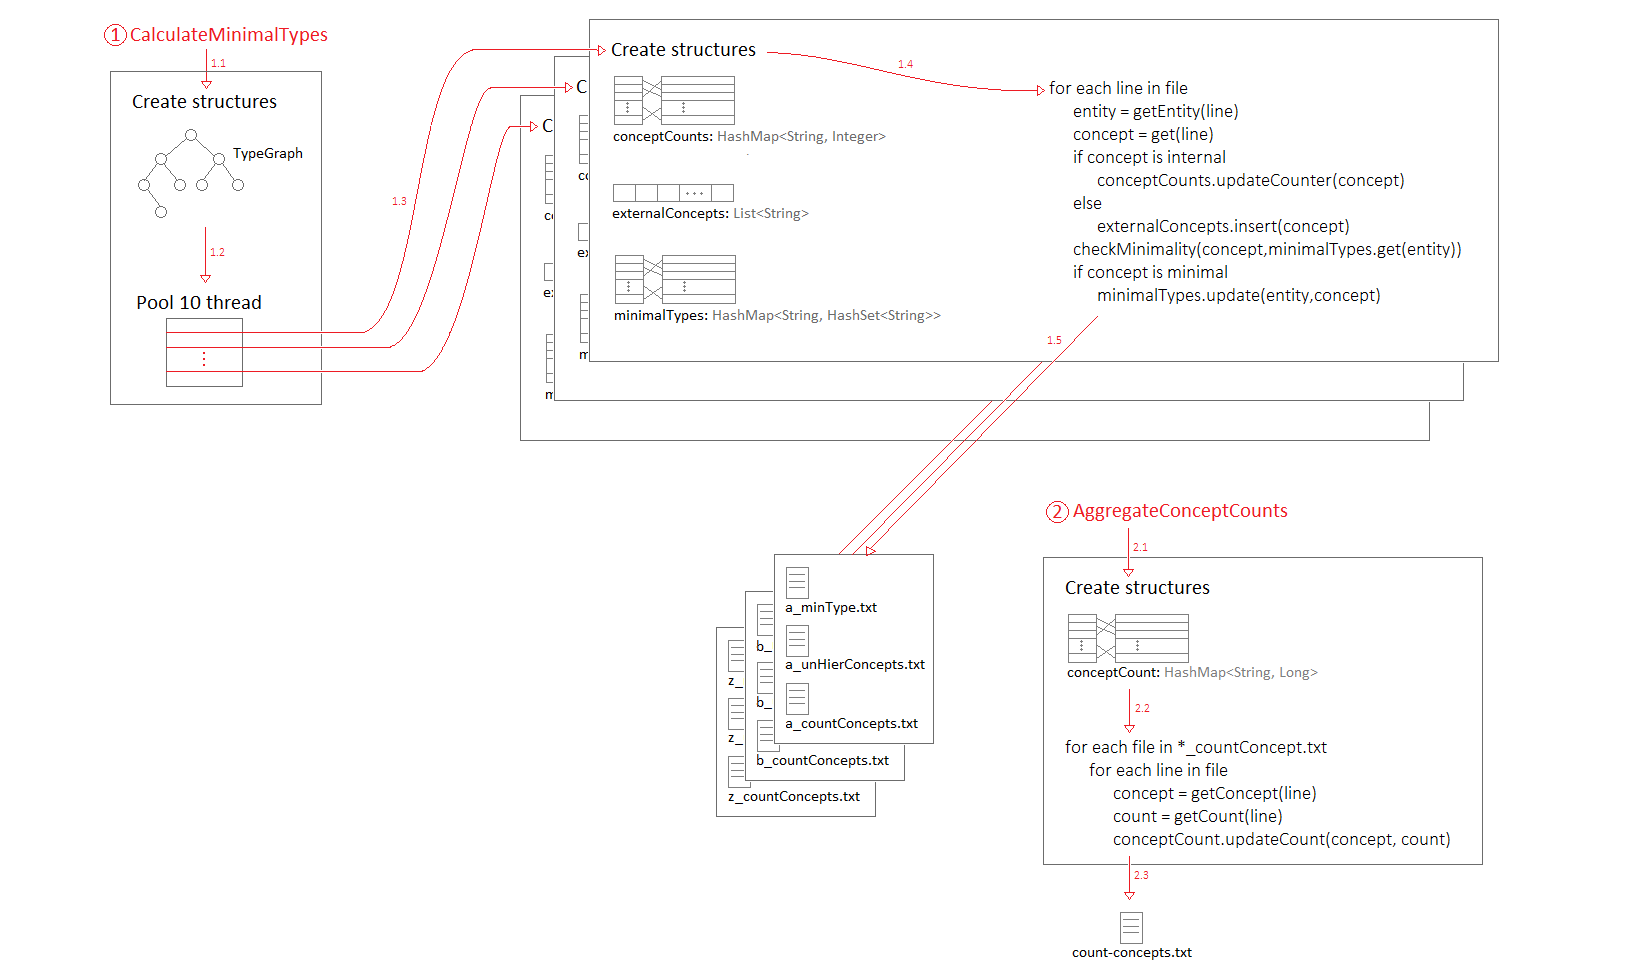 1 CalculateMinimalTypes
1.1
Create structures
TypeGraph
1.2
Pool 10 thread
1.3
Create structures
conceptCounts: HashMap<String, Integer>
externalConcepts: List<String>
minimalTypes: HashMap<String, HashSet<String>>
1.4
for each line in file
entity = getEntity(line)
concept = get(line)
if concept is internal
conceptCounts.updateCounter(concept)
else
externalConcepts.insert(concept)
checkMinimality(concept,minimalTypes.get(entity))
if concept is minimal
minimalTypes.update(entity,concept)
C
cc
ex
m
C
co
ex
m
1.5
a_minType.txt
a_unHierConcepts.txt
a_countConcepts.txt
b_
b_
b_countConcepts.txt
z_
z_
z_countConcepts.txt
2 AggregateConceptCounts
2.1
Create structures
conceptCount: HashMap<String, Long>
2.2
for each file in *_countConcept.txt
for each line in file
concept = getConcept(line)
count = getCount(line)
conceptCount.updateCount(concept, count)
2.3
count-concepts.txt